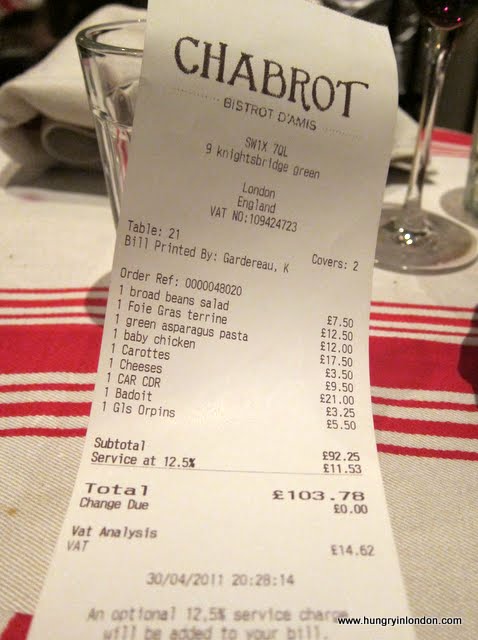 CHABROT
BISTROT D'AMIS
SW1X 7QL
9 knightsbridge green
London
England
VAT NO:109424723
Table: 21 Covers: 2
Bill Printed By: Gardereau, K
Order Ref: 0000048020
1 broad beans salad £7.50
1 Foie Gras terrine £12.50
1 green asparagus pasta £12.00
1 baby chicken £17.50
1 Carottes £3.50
1 Cheeses £9.50
1 CAR CDR £21.00
1 Badoit £3.25
1 Gls Orpins £5.50
Subtotal £92.25
Service at 12.5% £11.53
Total £103.78
Change Due £0.00
Vat Analysis
VAT £14.62
30/04/2011 20:28:14
An optional 12.5% service charge
will be added to your bill.
www.hungryinlondon.com